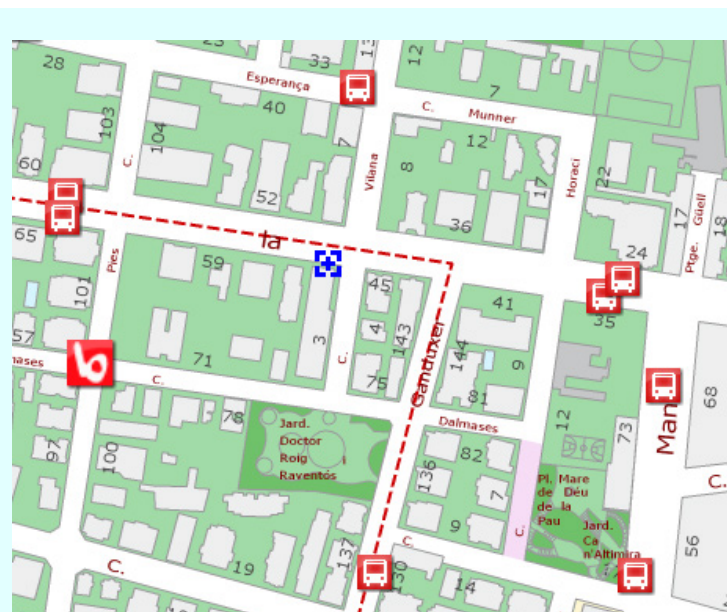 28
23
33
13
12
Esperança
7
40
C.
Munner
103
104
7
12
60
C.
Vilana
8
17
Horaci
22
52
36
17
Ptge. Güell
18
65
la
24
Pies
59
45
41
35
101
57
3
4
143
Ganduxer
144
9
mases
71
C.
C.
75
81
68
Man
78
Dalmases
12
73
Jard.
Doctor
Roig
Raventós
97
100
136
82
7
Pl. Mare
de Déu
de la
Pau
C.
C.
9
Jard.
Ca
n'Altimira
56
137
C.
C.
19
130
14
C.